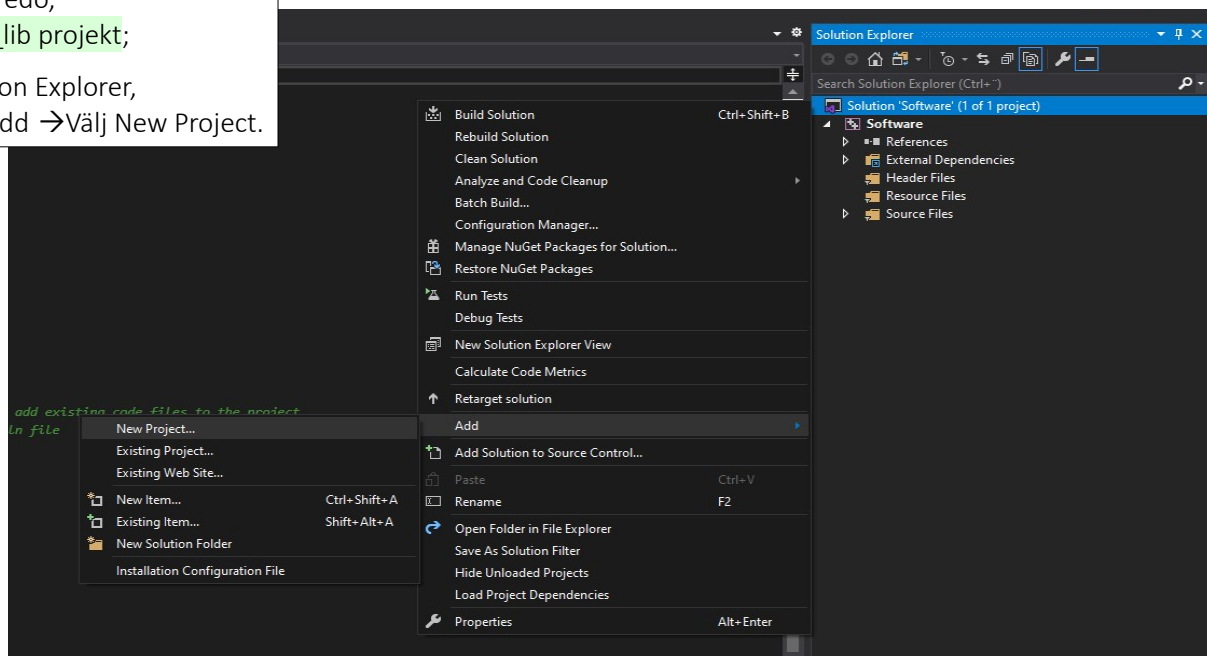 edo,
_lib projekt;
on Explorer,
dd →Välj New Project.
Solution Explorer
Search Solution Explorer (Ctrl+¨)
Solution 'Software' (1 of 1 project)
Software
References
External Dependencies
Header Files
Resource Files
Source Files
Build Solution Ctrl+Shift+B
Rebuild Solution
Clean Solution
Analyze and Code Cleanup
Batch Build...
Configuration Manager...
Manage NuGet Packages for Solution...
Restore NuGet Packages
Run Tests
Debug Tests
New Solution Explorer View
Calculate Code Metrics
Retarget solution
Add
Add Solution to Source Control...
Paste Ctrl+V
Rename F2
Open Folder in File Explorer
Save As Solution Filter
Hide Unloaded Projects
Load Project Dependencies
Properties Alt+Enter
add existing code files to the project
in file
New Project...
Existing Project...
Existing Web Site...
New Item... Ctrl+Shift+A
Existing Item... Shift+Alt+A
New Solution Folder
Installation Configuration File